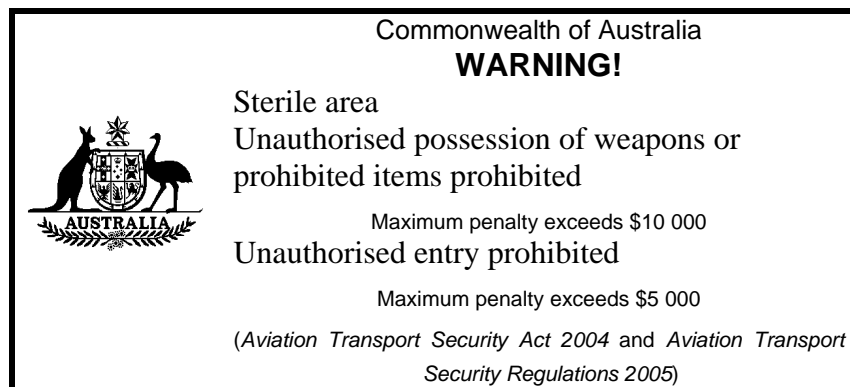 Commonwealth of Australia
WARNING!
Sterile area
Unauthorised possession of weapons or
prohibited items prohibited
Maximum penalty exceeds $10 000
Unauthorised entry prohibited
Maximum penalty exceeds $5 000
(Aviation Transport Security Act 2004 and Aviation Transport
Security Regulations 2005)
AUSTRALIA